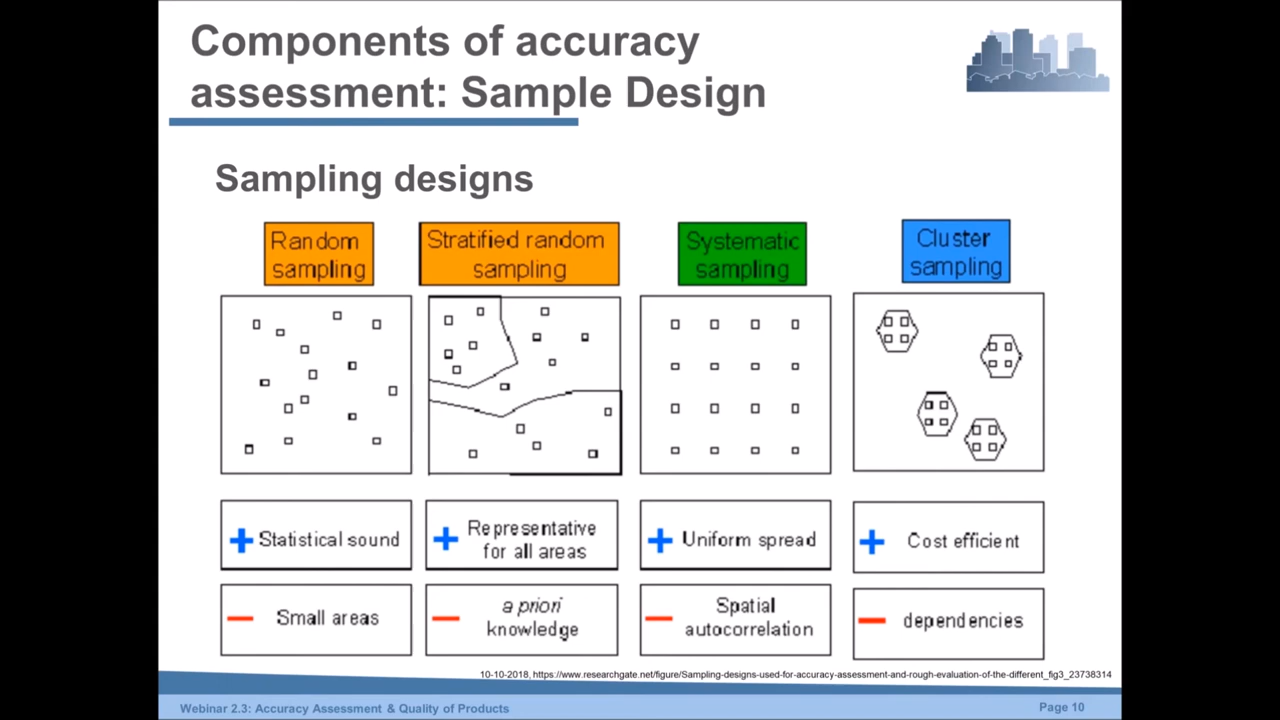 Components of accuracy
assessment: Sample Design
Sampling designs
Random
sampling
Stratified random
sampling
Systematic
sampling
Cluster
sampling
Statistical sound
Representative
for all areas
Uniform spread
Cost efficient
Small areas
a priori
knowledge
Spatial
autocorrelation
dependencies
10-10-2018, https://www.researchgate.net/figure/Sampling-designs-used-for-accuracy-assessment-and-rough-evaluation-of-the-different_fig3_23738314
Webinar 2.3: Accuracy Assessment & Quality of Products
Page 10